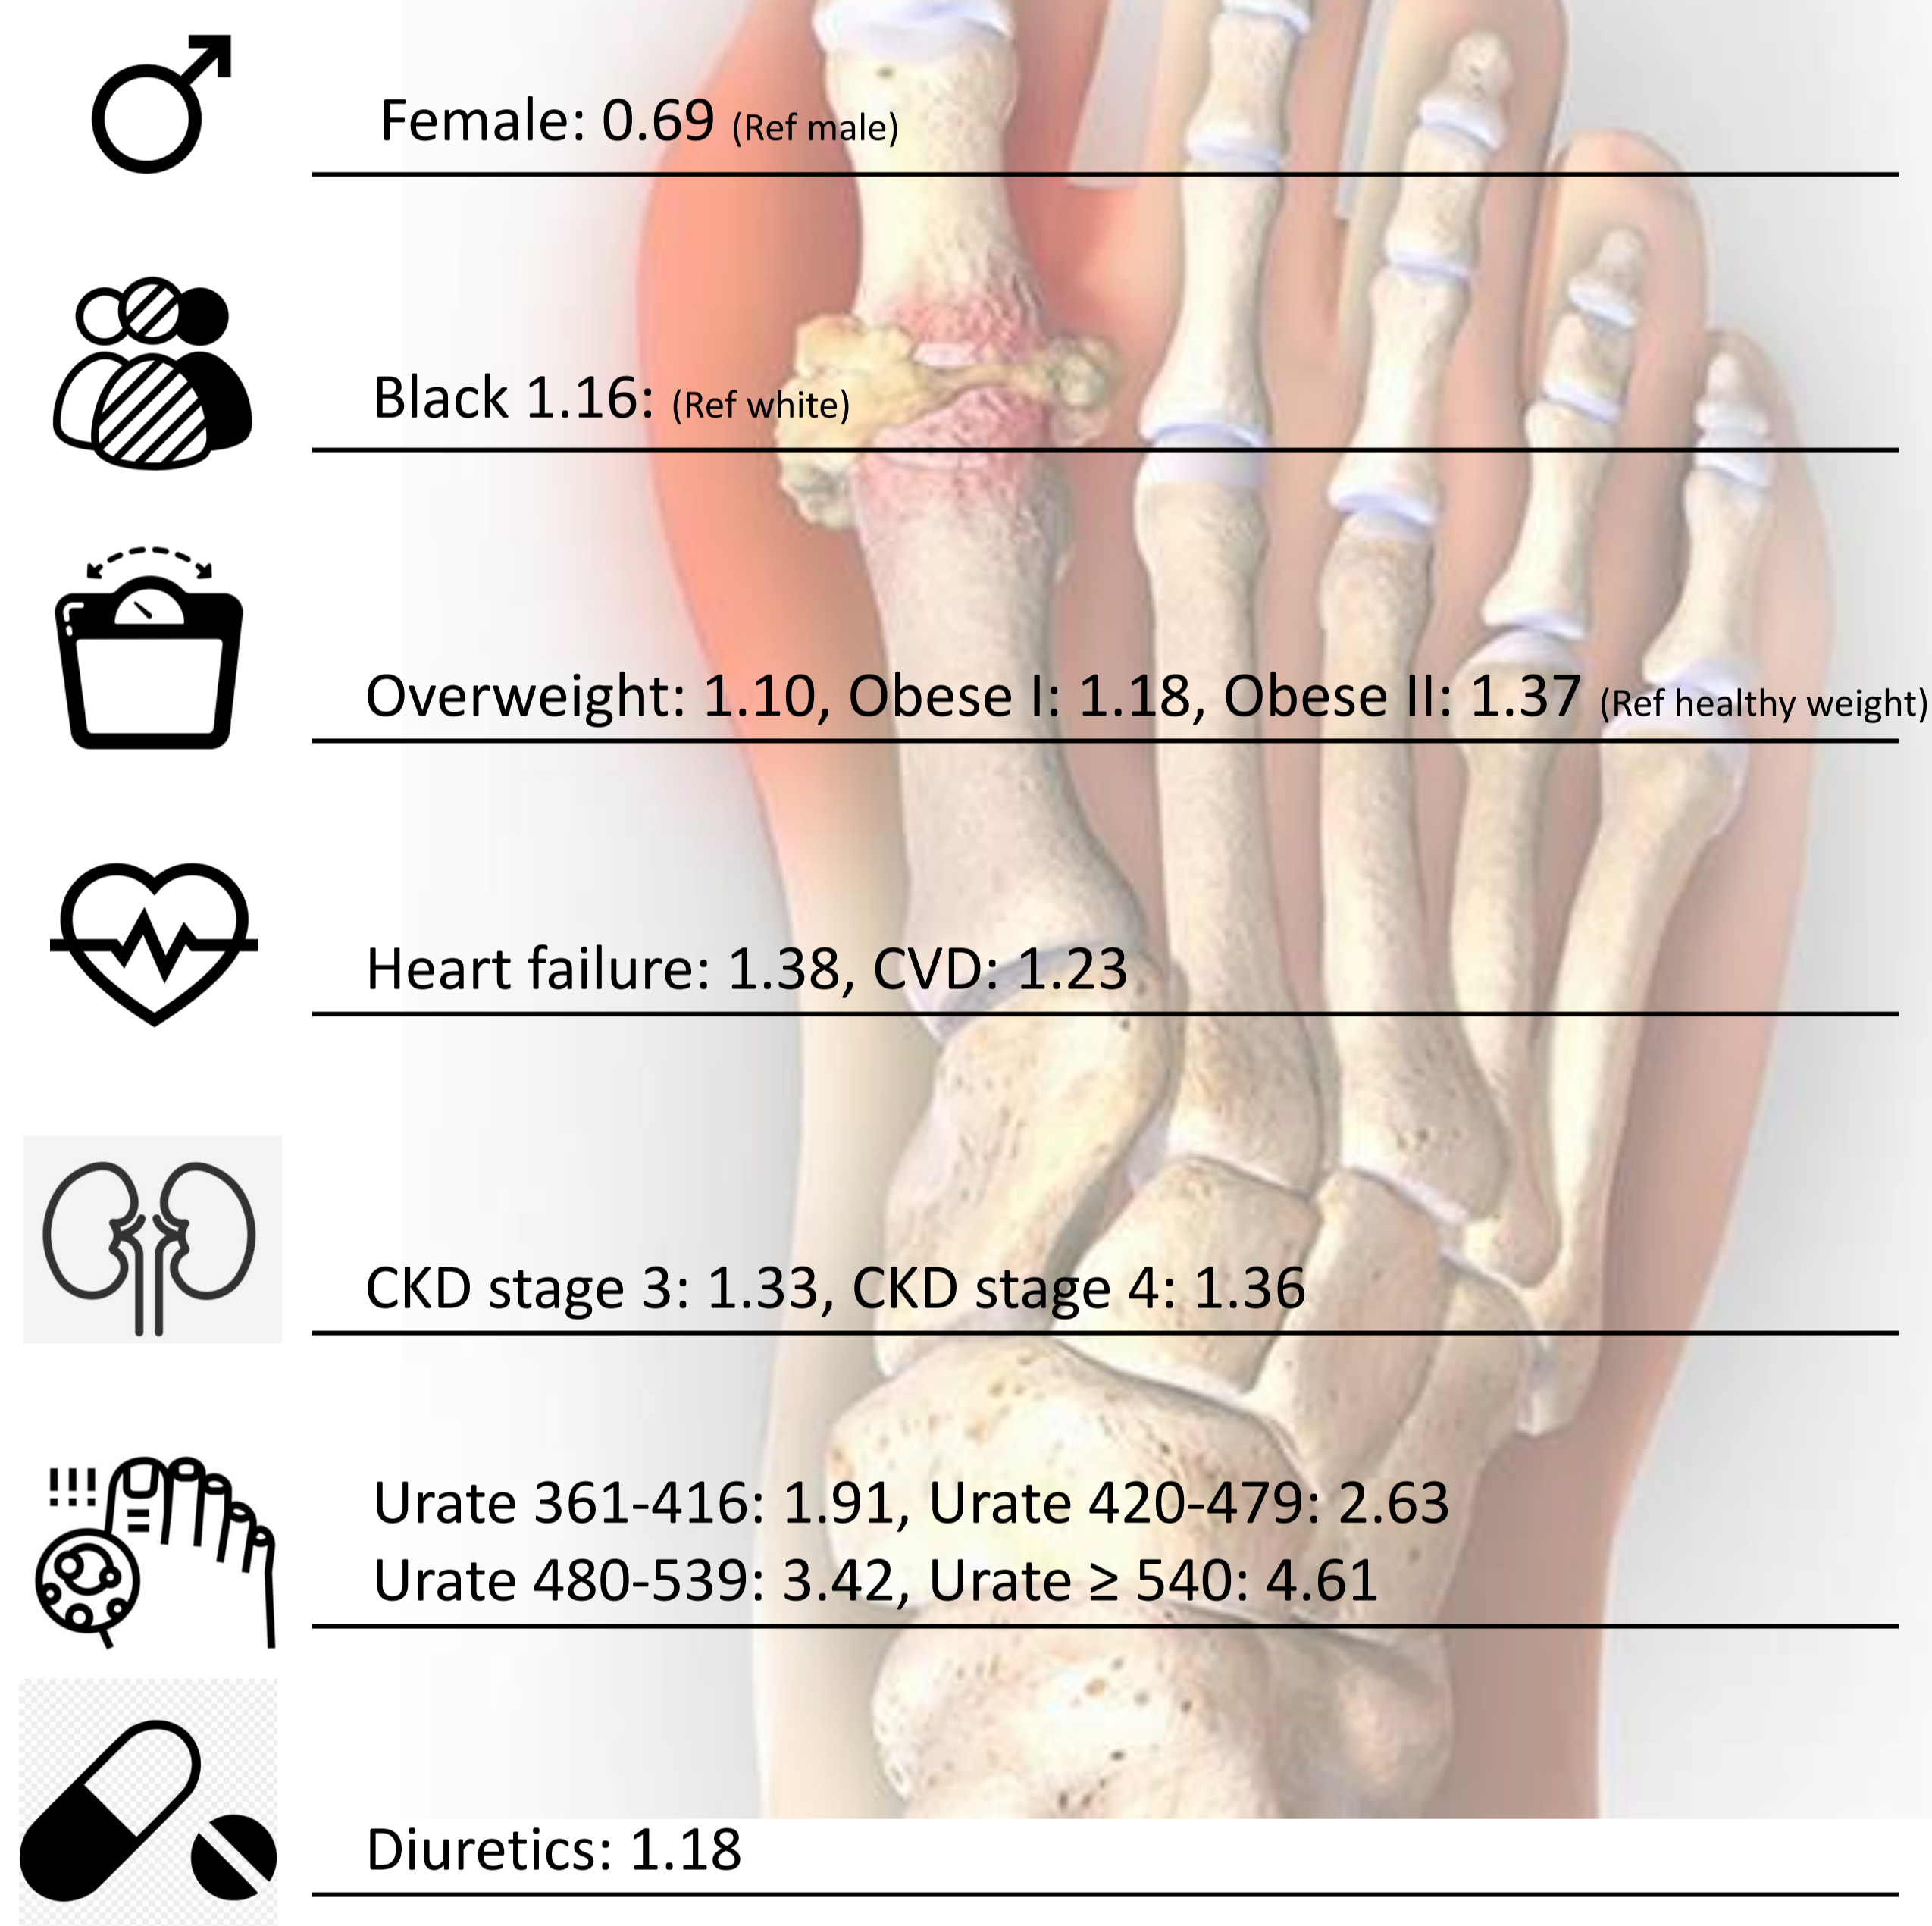 Female: 0.69 (Ref male)
Black 1.16: (Ref white)
Overweight: 1.10, Obese I: 1.18, Obese II: 1.37 (Ref healthy weight)
Heart failure: 1.38, CVD: 1.23
CKD stage 3: 1.33, CKD stage 4: 1.36
!!!
Urate 361-416: 1.91, Urate 420-479: 2.63
Urate 480-539: 3.42, Urate ≥ 540: 4.61
Diuretics: 1.18